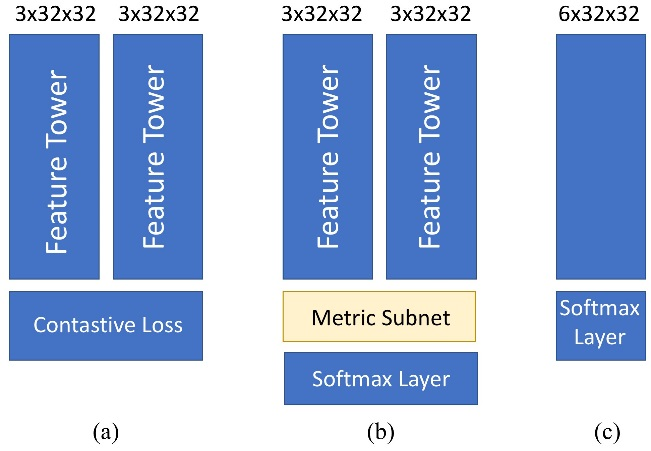 3x32x32 3x32x32 3x32x32 3x32x32 6x32x32
Feature Tower
Feature Tower
Feature Tower
Feature Tower
Contastive Loss
Metric Subnet
Softmax Layer
Softmax
Layer
(a) (b) (c)